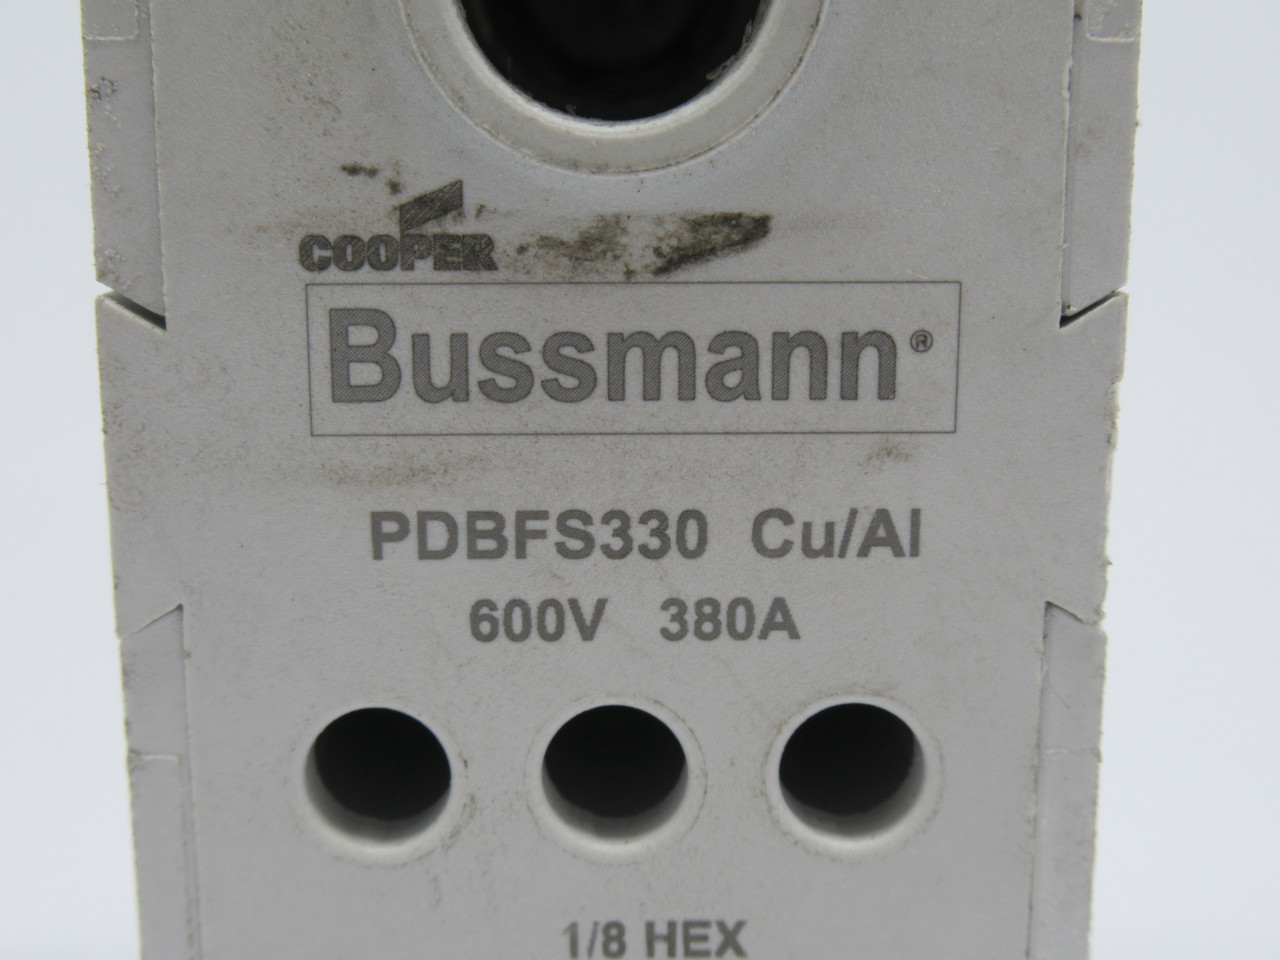 COOPER
Bussmann®
PDBFS330 Cu/Al
600V 380A
1/8 HEX